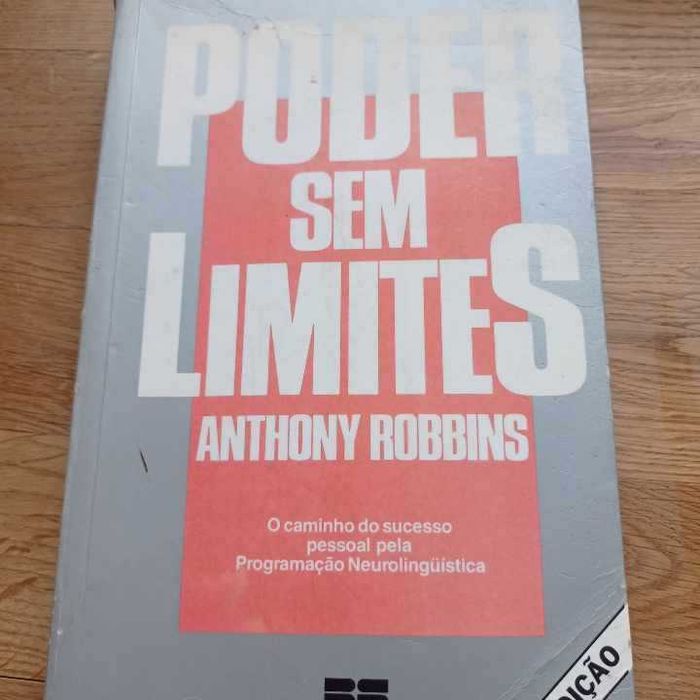 PODER
SEM
LIMITES
ANTHONY ROBBINS
O caminho do sucesso
pessoal pela
Programação Neurolingüística